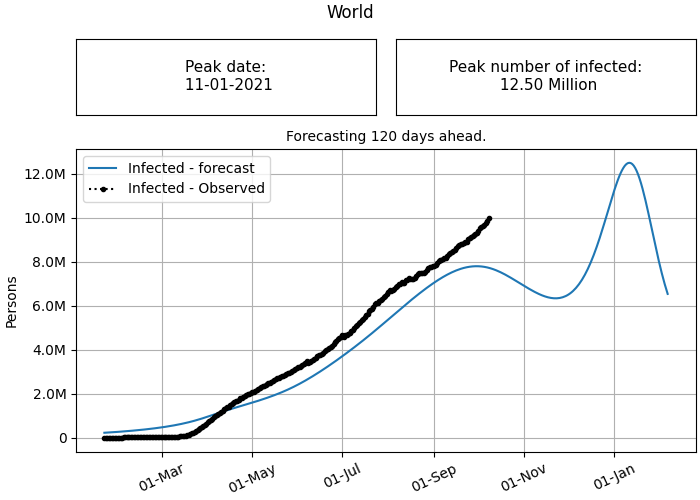 World
Peak date:
11-01-2021
Peak number of infected:
12.50 Million
Forecasting 120 days ahead.
Infected - forecast
Infected - Observed
Persons
12.0M
10.0M
8.0M
6.0M
4.0M
2.0M
0
01-Mar
01-May
01-Jul
01-Sep
01-Nov
01-Jan